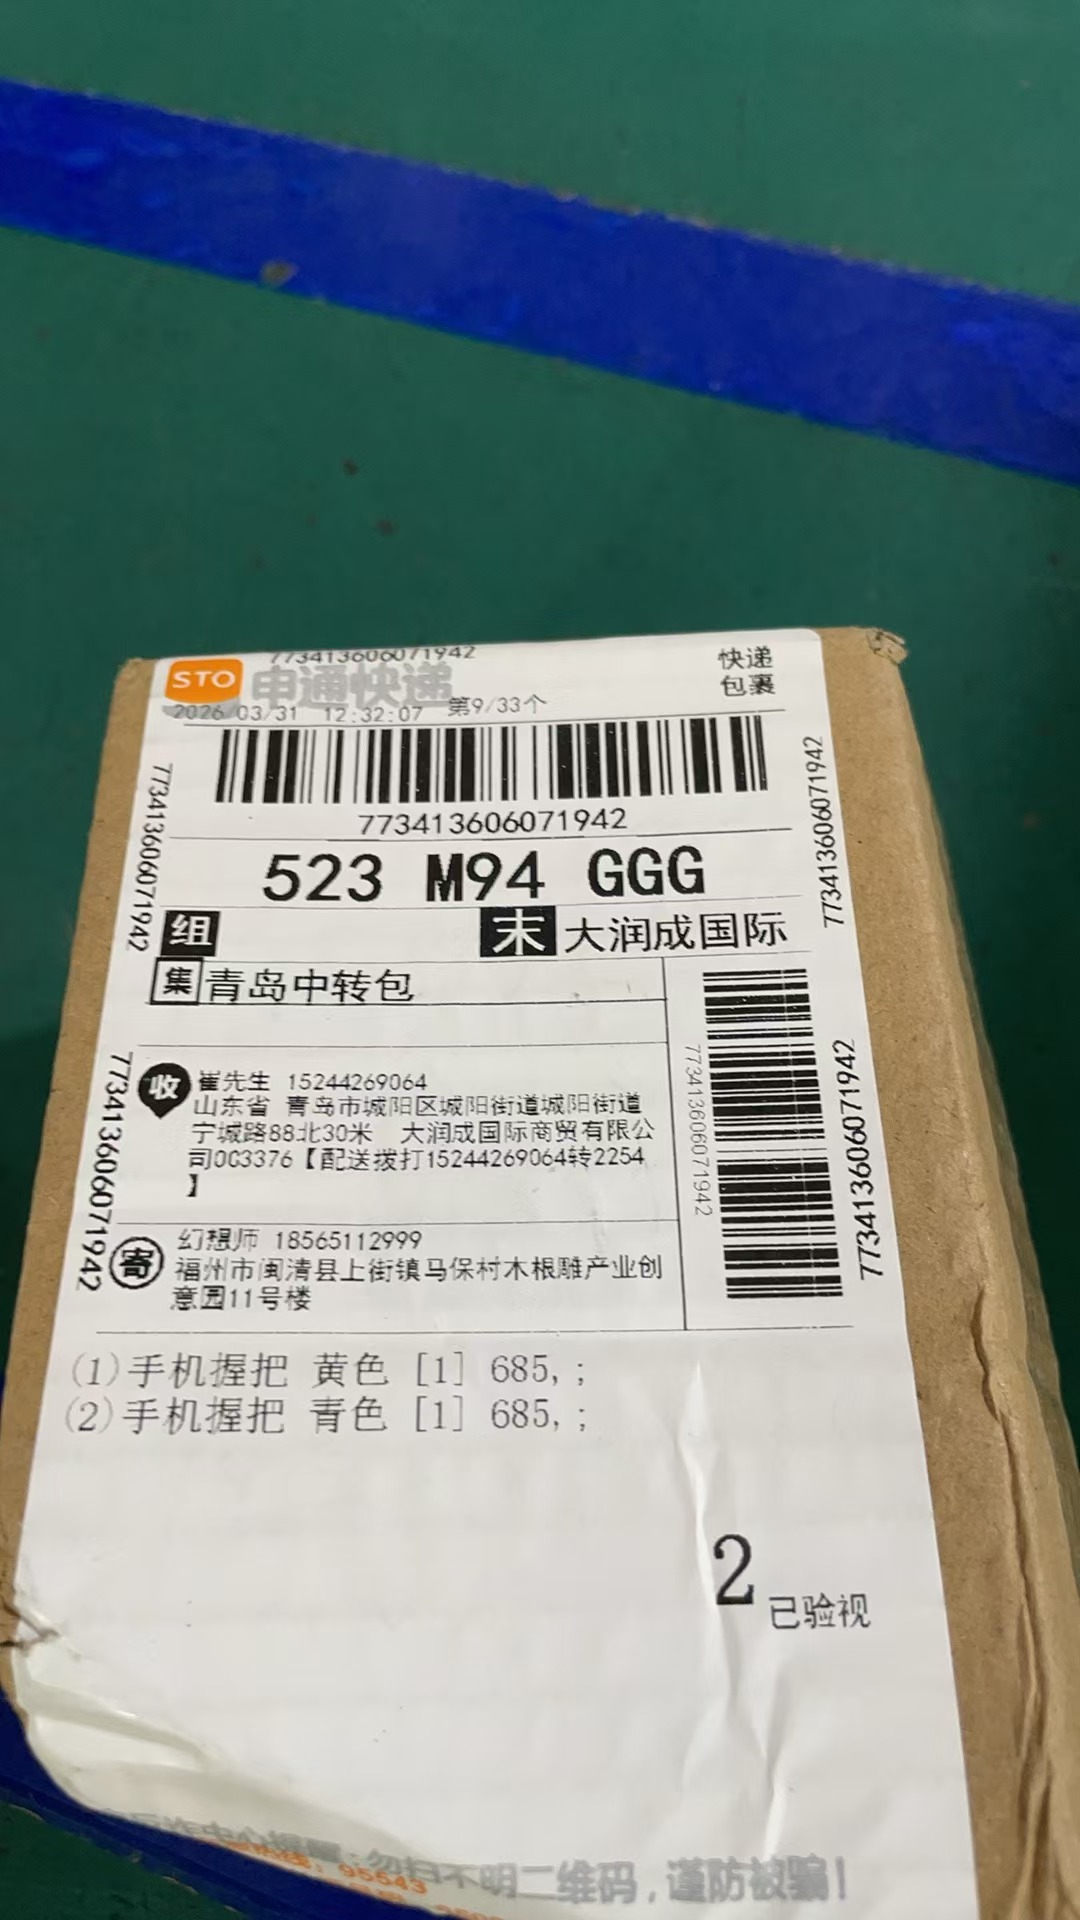 773413606071942
STO 申通快递
快递
包裹
2026/03/31 12:32:07 第9/33个
773413606071942
523 M94 GGG
组
末 大润成国际
集 青岛中转包
773413606071942
773413606071942
773413606071942
773413606071942
773413606071942
收 崔先生 15244269064
山东省 青岛市城阳区城阳街道城阳街道
宁城路88北30米 大润成国际商贸有限公
司003376【配送拨打15244269064转2254
】
寄 幻想师 18565112999
福州市闽清县上街镇马保村木根雕产业创
意园11号楼
(1)手机握把 黄色 [1] 685, ;
(2)手机握把 青色 [1] 685, ;
2 已验视
勿扫不明二维码，谨防被骗！
95543